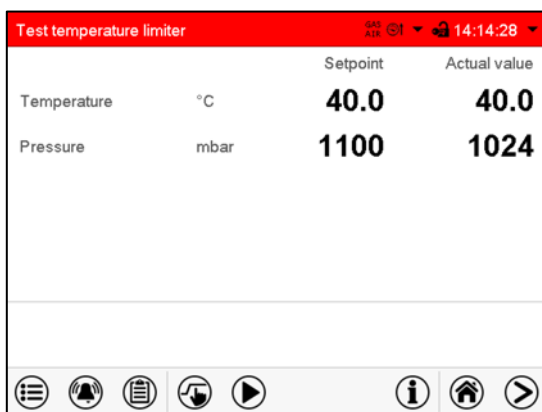 Test temperature limiter GAS AIR 14:14:28
Setpoint Actual value
Temperature °C 40.0 40.0
Pressure mbar 1100 1024